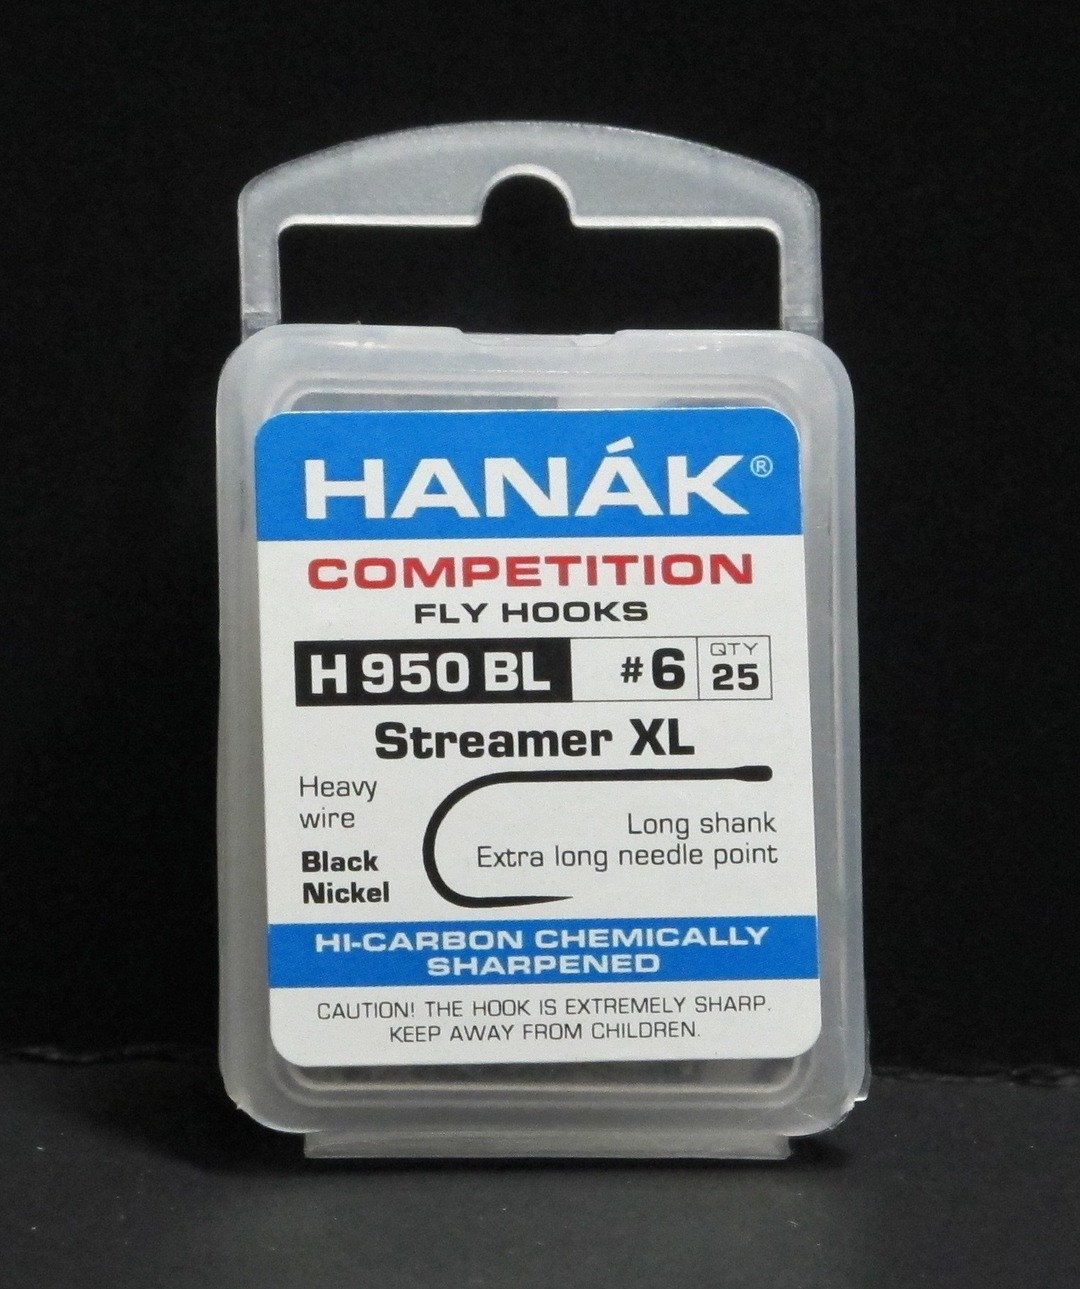 HANÁK®
COMPETITION
FLY HOOKS
H 950 BL #6 QTY 25
Streamer XL
Heavy
wire
Black
Nickel
Long shank
Extra long needle point
HI-CARBON CHEMICALLY
SHARPENED
CAUTION! THE HOOK IS EXTREMELY SHARP.
KEEP AWAY FROM CHILDREN.